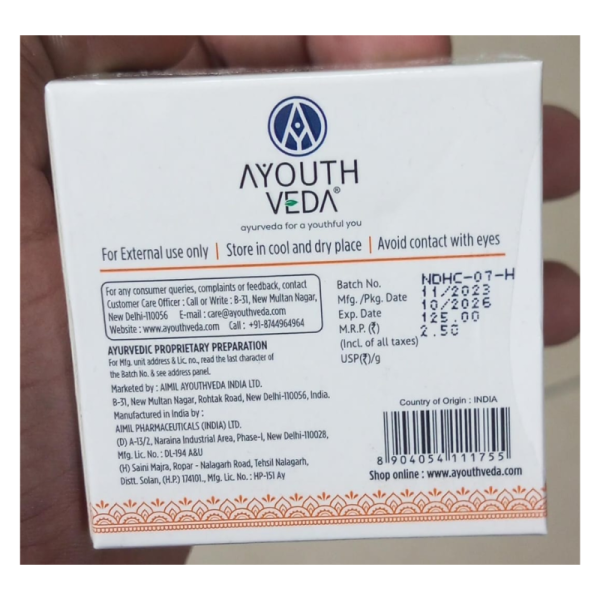 AYOUTH
VEDA®
ayurveda for a youthful you
For External use only | Store in cool and dry place | Avoid contact with eyes
For any consumer queries, complaints or feedback, contact
Customer Care Officer : Call or Write : B-31, New Multan Nagar,
New Delhi-110056 E-mail : care@ayouthveda.com
Website : www.ayouthveda.com Call : +91-8744964964
AYURVEDIC PROPRIETARY PREPARATION
For Mfg. unit address & Lic. no., read the last character of
the Batch No. & see address panel.
Marketed by : AIMIL AYOUTHVEDA INDIA LTD.
B-31, New Multan Nagar, Rohtak Road, New Delhi-110056, India.
Manufactured in India by :
AIMIL PHARMACEUTICALS (INDIA) LTD.
(D) A-13/2, Naraina Industrial Area, Phase-I, New Delhi-110028,
Mfg. Lic. No. : DL-194 A&U
(H) Saini Majra, Ropar - Nalagarh Road, Tehsil Nalagarh,
Distt. Solan, (H.P.) 174101., Mfg. Lic. No. : HP-151 Ay
Batch No. NDHC-07-H
Mfg. /Pkg. Date 11/2023
Exp. Date 10/2026
M.R.P. (₹) 125.00
(Incl. of all taxes) 2.50
USP(₹)/g
Country of Origin : INDIA
8 904054 111755
Shop online : www.ayouthveda.com